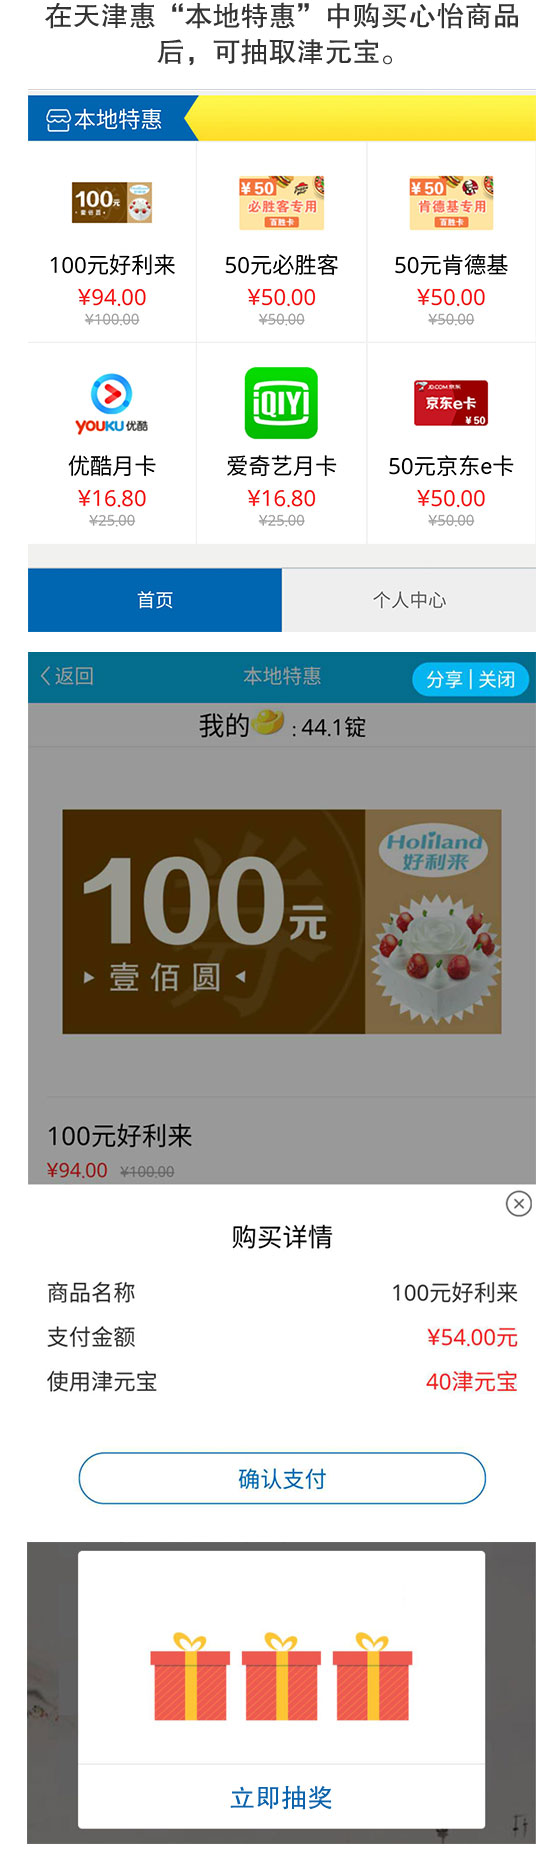 在天津惠“本地特惠”中购买心怡商品
后，可抽取津元宝。
本地特惠
100元
壹佰圆
¥50
必胜客专用
百胜卡
¥50
肯德基专用
百胜卡
100元好利来
50元必胜客
50元肯德基
¥94.00
¥50.00
¥50.00
¥100.00
¥50.00
¥50.00
YOUKU优酷
iQIYI
JD.COM 京东
京东e卡
¥50
优酷月卡
爱奇艺月卡
50元京东e卡
¥16.80
¥16.80
¥50.00
¥25.00
¥25.00
¥50.00
首页
个人中心
返回
本地特惠
分享 | 关闭
我的 : 44.1锭
券
100元
壹佰圆
Holiland
好利来
100元好利来
¥94.00 ¥100.00
购买详情
商品名称 100元好利来
支付金额 ¥54.00元
使用津元宝 40津元宝
确认支付
立即抽奖